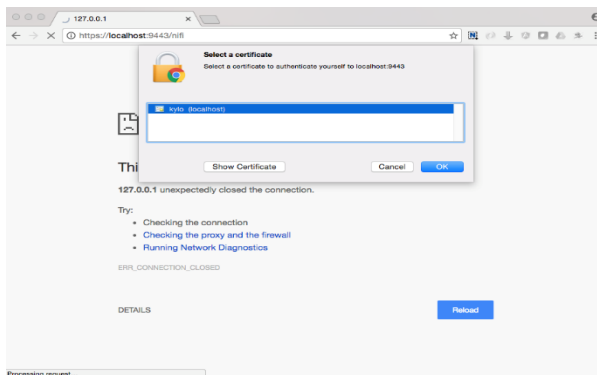 127.0.0.1
https://localhost:9443/nifi
Select a certificate
Select a certificate to authenticate yourself to localhost:9443
kylo (localhost)
Show Certificate
Cancel
OK
Thi
127.0.0.1 unexpectedly closed the connection.
Try:
• Checking the connection
• Checking the proxy and the firewall
• Running Network Diagnostics
ERR_CONNECTION_CLOSED
DETAILS
Reload
Processing request